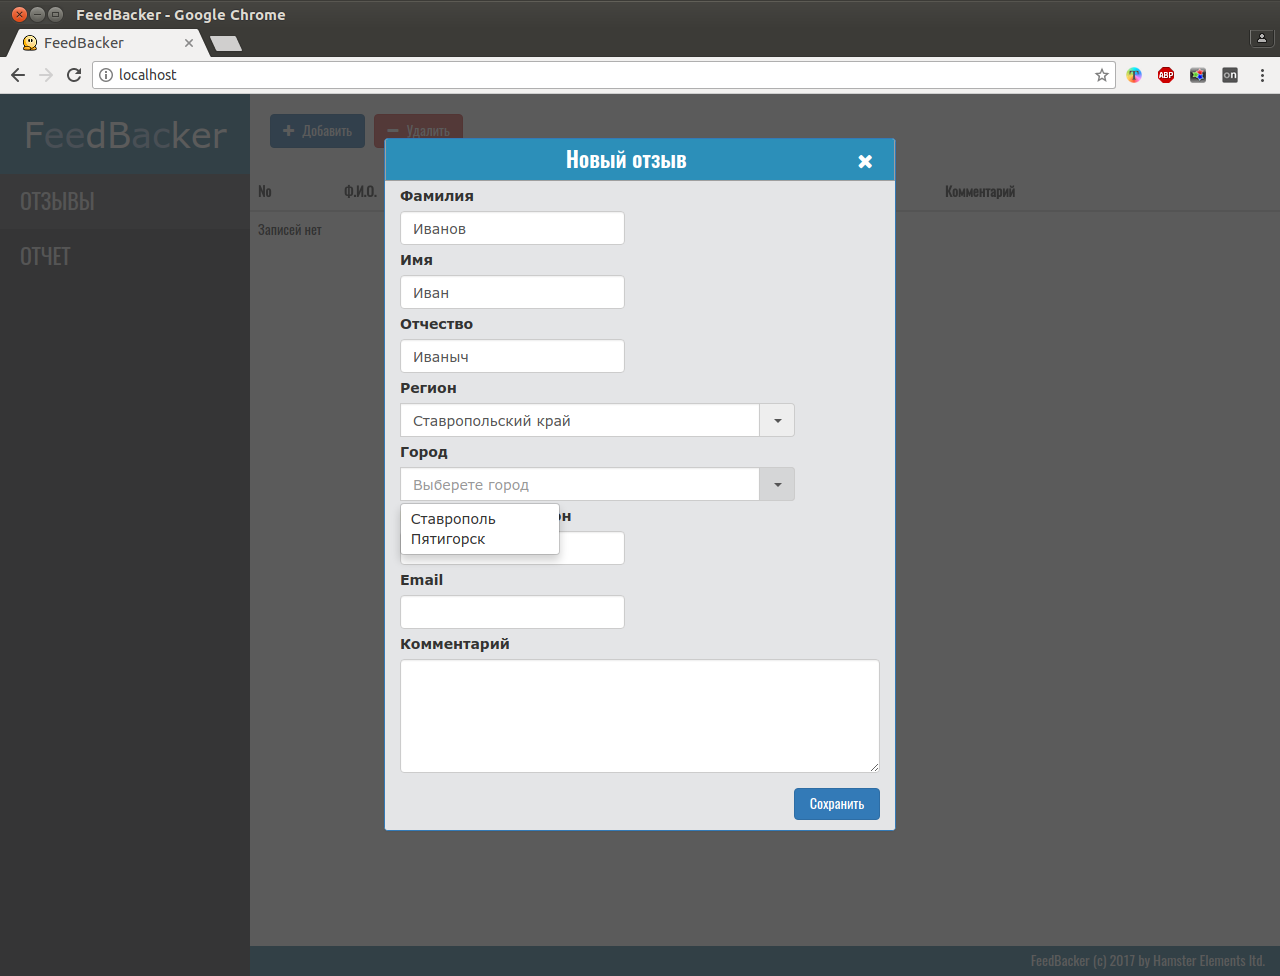 FeedBacker - Google Chrome
FeedBacker
localhost
ABP
on
FeedBacker
Добавить
Удалить
ОТЗЫВЫ
ОТЧЕТ
No
Ф.И.О.
Комментарий
Записей нет
Новый отзыв
Фамилия
Иванов
Имя
Иван
Отчество
Иваныч
Регион
Ставропольский край
Город
Выберете город
Ставрополь
Пятигорск
Email
Комментарий
Сохранить
FeedBacker (c) 2017 by Hamster Elements ltd.